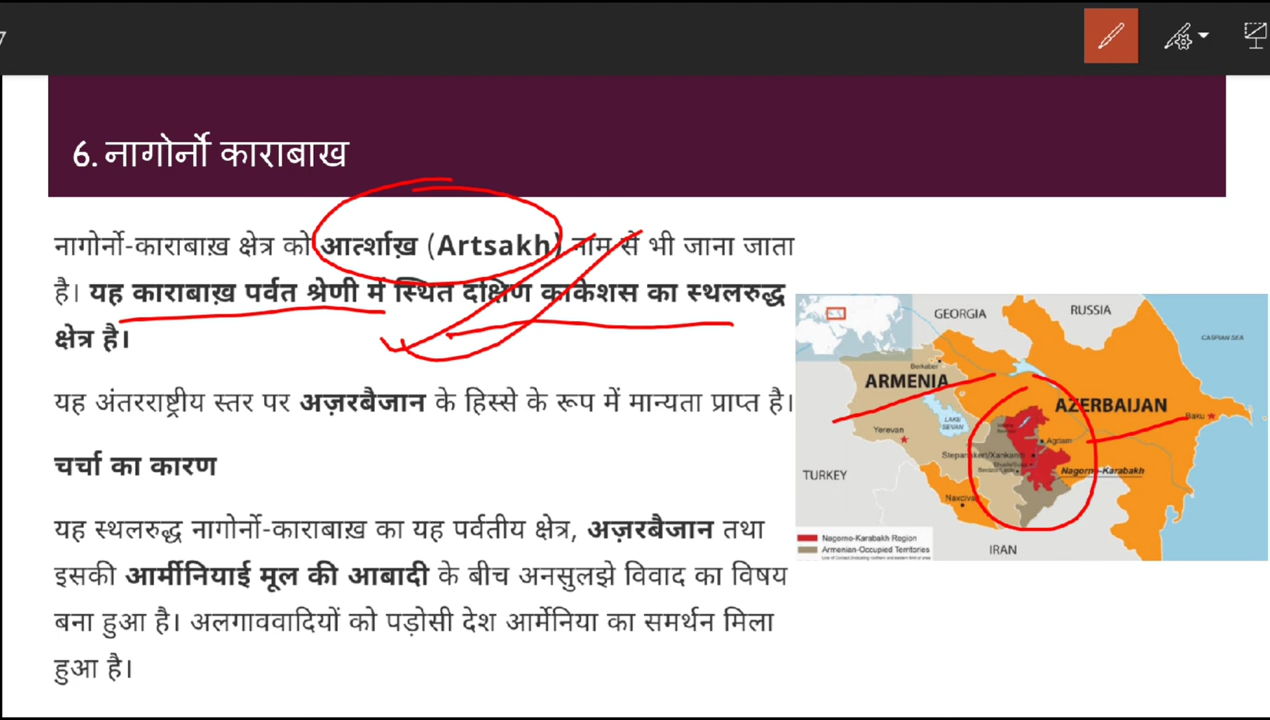 6. नागोर्नो काराबाख
नागोर्नो-काराबाख़ क्षेत्र को आर्त्शाख़ (Artsakh) नाम से भी जाना जाता
है। यह काराबाख़ पर्वत श्रेणी में स्थित दक्षिण काकेशस का स्थलरुद्ध
क्षेत्र है।
यह अंतरराष्ट्रीय स्तर पर अज़रबैजान के हिस्से के रूप में मान्यता प्राप्त है।
चर्चा का कारण
यह स्थलरुद्ध नागोर्नो-काराबाख़ का यह पर्वतीय क्षेत्र, अज़रबैजान तथा
इसकी आर्मीनियाई मूल की आबादी के बीच अनसुलझे विवाद का विषय
बना हुआ है। अलगाववादियों को पड़ोसी देश आर्मेनिया का समर्थन मिला
हुआ है।
GEORGIA
RUSSIA
CASPIAN SEA
ARMENIA
AZERBAIJAN
Baku
LAKE
SEVAN
Yerevan
Agdam
Stepanakert/Xankandi
Nagorno-Karabakh
TURKEY
IRAN
Nagorno-Karabakh Region
Armenian-Occupied Territories